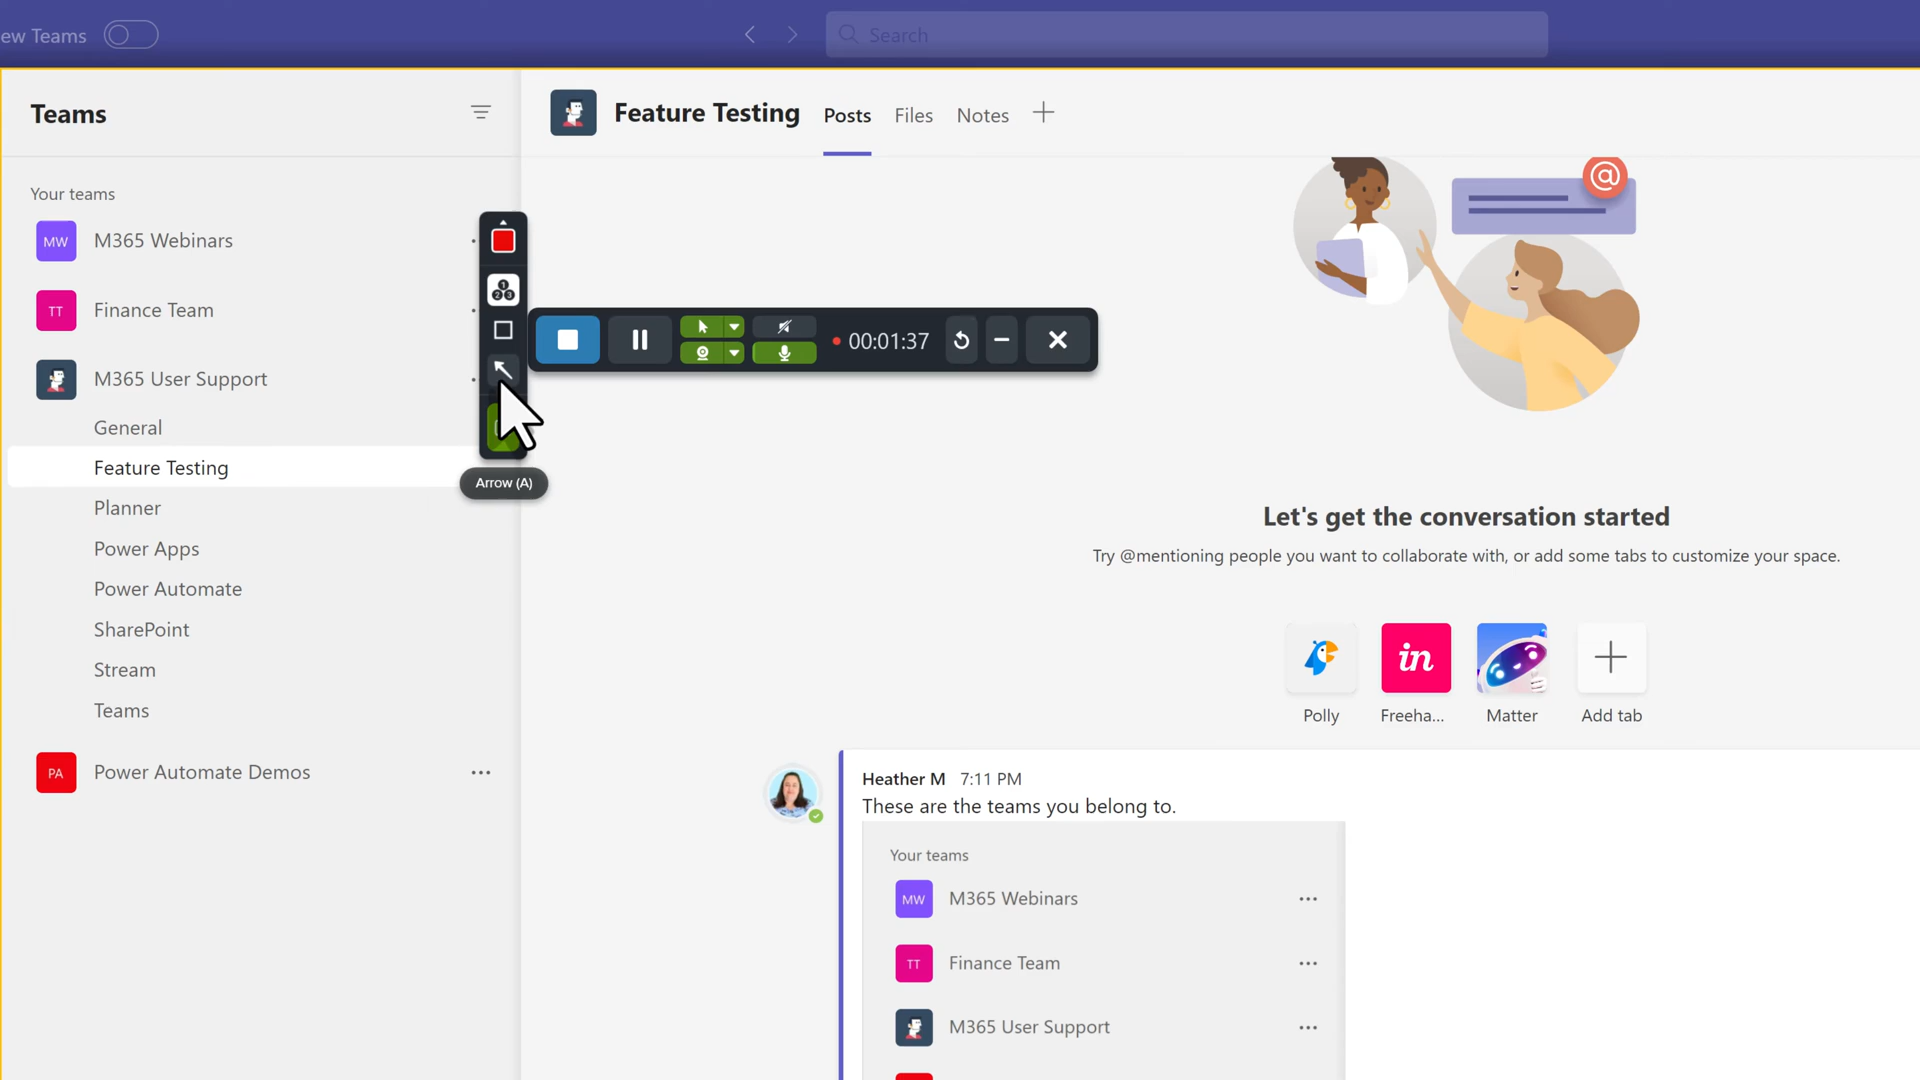 ew Teams
Search
Teams
Feature Testing
Posts
Files
Notes
Your teams
MW
M365 Webinars
TT
Finance Team
M365 User Support
General
Feature Testing
Planner
Power Apps
Power Automate
SharePoint
Stream
Teams
PA
Power Automate Demos
1
2 3
00:01:37
Arrow (A)
@
Let's get the conversation started
Try @mentioning people you want to collaborate with, or add some tabs to customize your space.
in
Polly
Freeha...
Matter
Add tab
Heather M 7:11 PM
These are the teams you belong to.
Your teams
MW
M365 Webinars
TT
Finance Team
M365 User Support